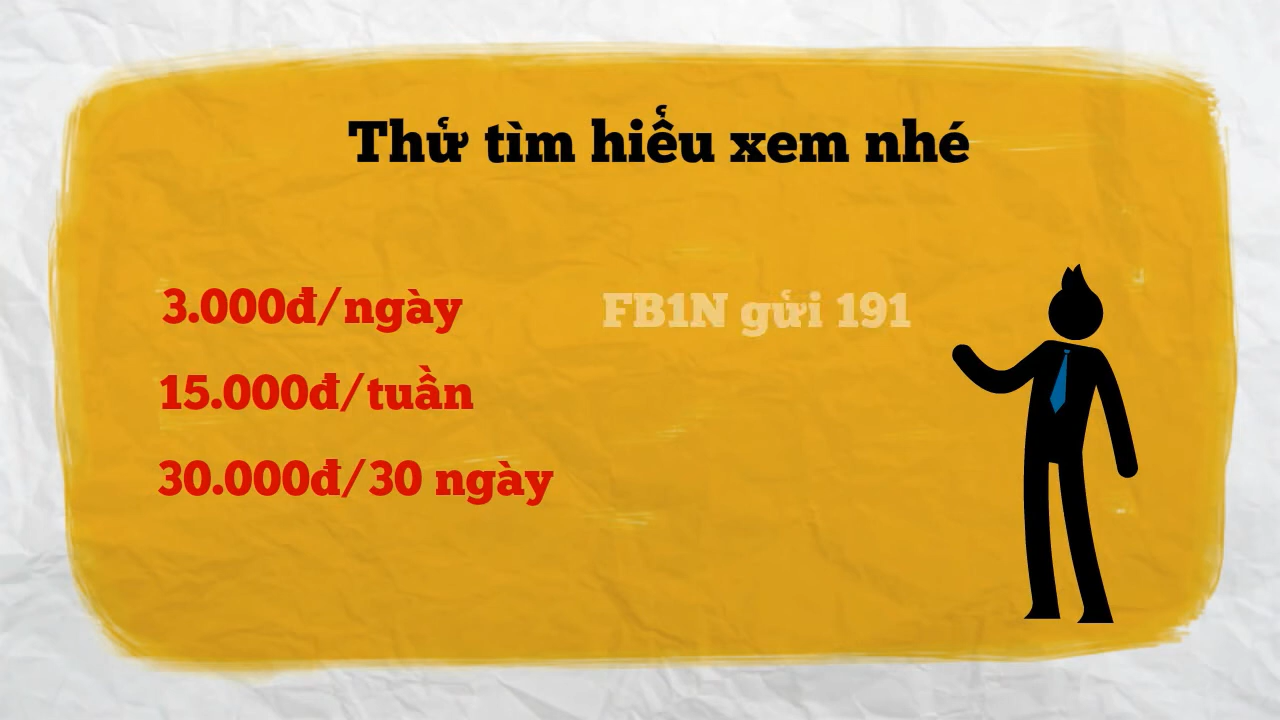 Thử tìm hiểu xem nhé
3.000đ/ngày FB1N gửi 191
15.000đ/tuần
30.000đ/30 ngày